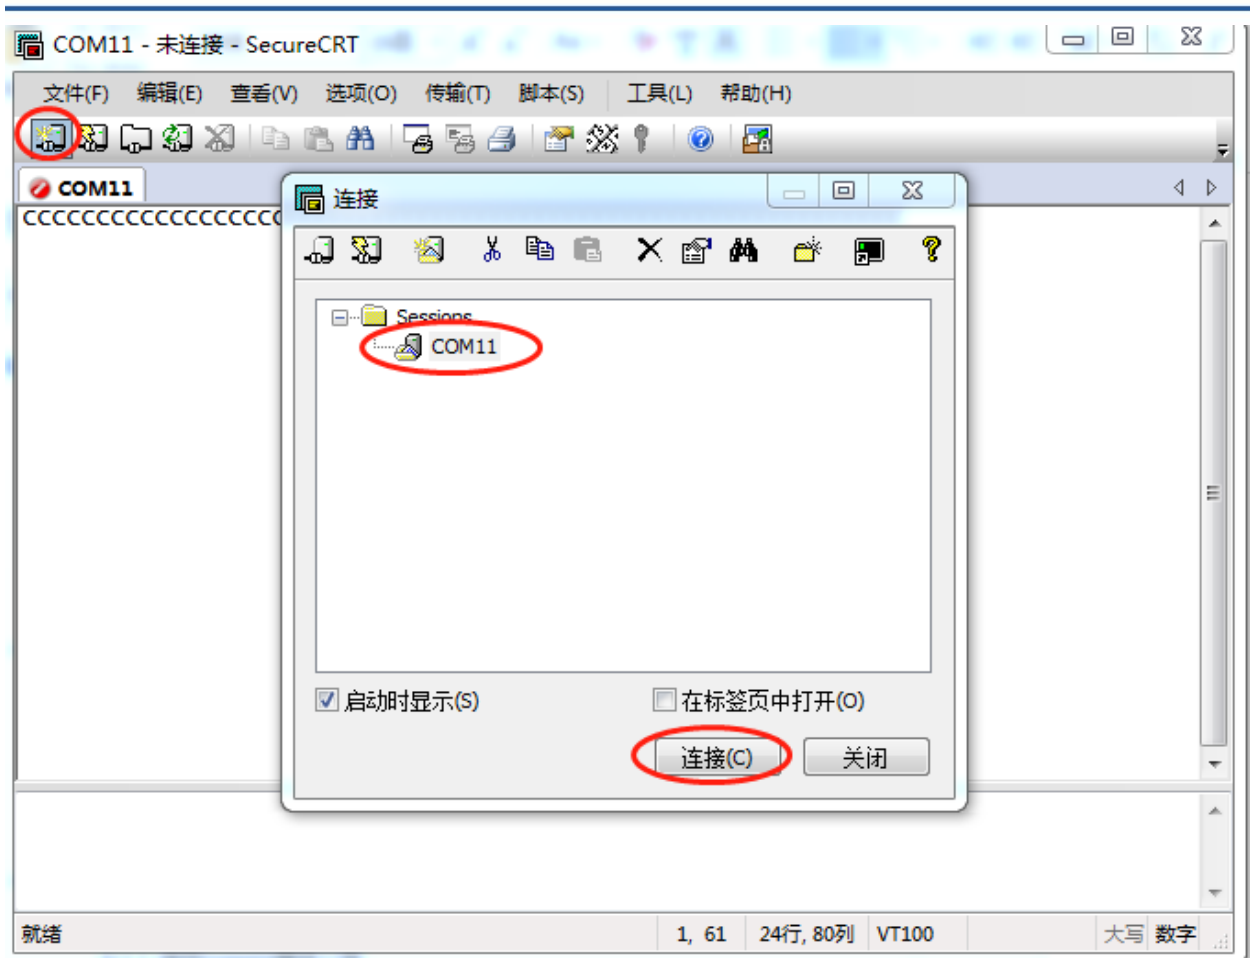 COM11 - 未连接 - SecureCRT
文件(F) 编辑(E) 查看(V) 选项(O) 传输(T) 脚本(S) 工具(L) 帮助(H)
COM11
连接
CCCCCCCCCCCCCCCCCC
Sessions
COM11
启动时显示(S) 在标签页中打开(O)
连接(C) 关闭
就绪 1, 61 24行, 80列 VT100 大写 数字